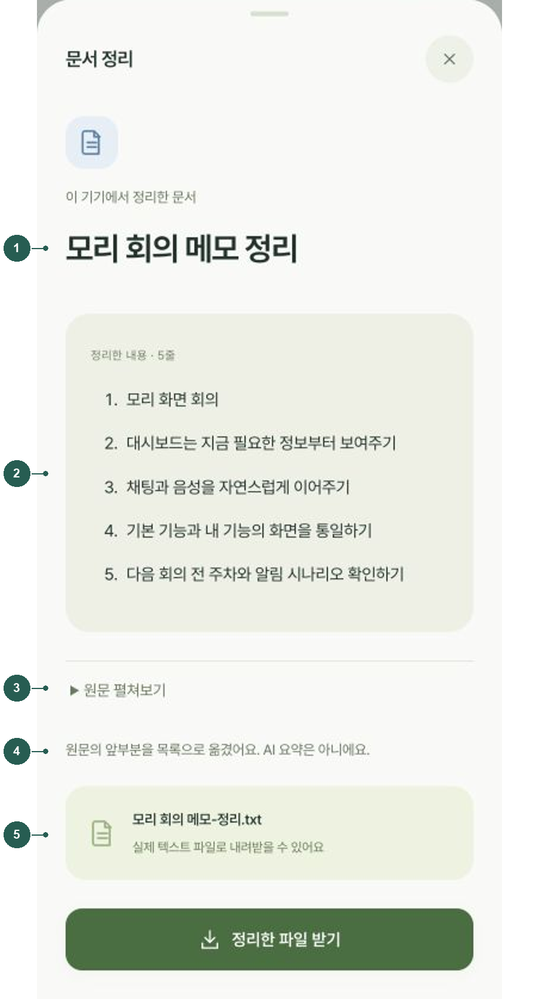 문서 정리
이 기기에서 정리한 문서
1
모리 회의 메모 정리
정리한 내용 · 5줄
1. 모리 화면 회의
2. 대시보드는 지금 필요한 정보부터 보여주기
2
3. 채팅과 음성을 자연스럽게 이어주기
4. 기본 기능과 내 기능의 화면을 통일하기
5. 다음 회의 전 주차와 알림 시나리오 확인하기
3
▶ 원문 펼쳐보기
4
원문의 앞부분을 목록으로 옮겼어요. AI 요약은 아니에요.
5
모리 회의 메모-정리.txt
실제 텍스트 파일로 내려받을 수 있어요
정리한 파일 받기